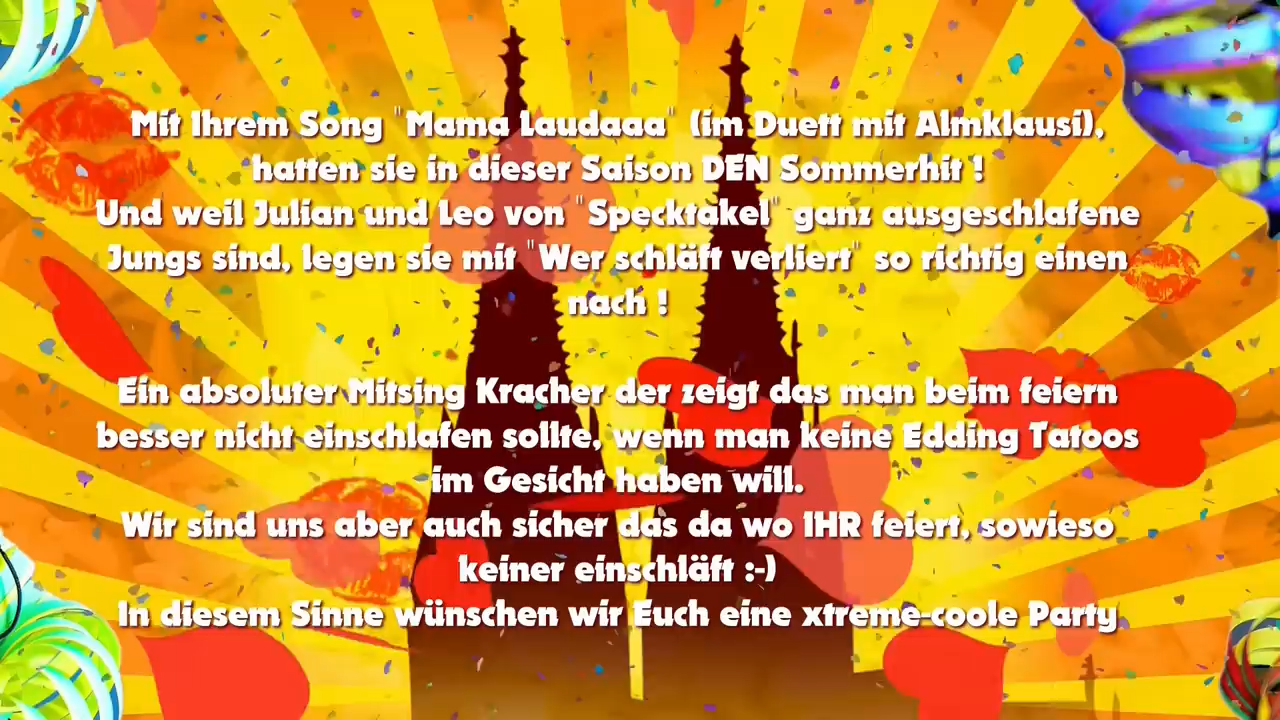 Mit Ihrem Song "Mama Laudaaa" (im Duett mit Almklausi),
hatten sie in dieser Saison DEN Sommerhit !
Und weil Julian und Leo von "Specktakel" ganz ausgeschlafene
Jungs sind, legen sie mit "Wer schläft verliert" so richtig einen
nach !
Ein absoluter Mitsing Kracher der zeigt das man beim feiern
besser nicht einschlafen sollte, wenn man keine Edding Tatoos
im Gesicht haben will.
Wir sind uns aber auch sicher das da wo IHR feiert, sowieso
keiner einschläft :-)
In diesem Sinne wünschen wir Euch eine xtreme-coole Party